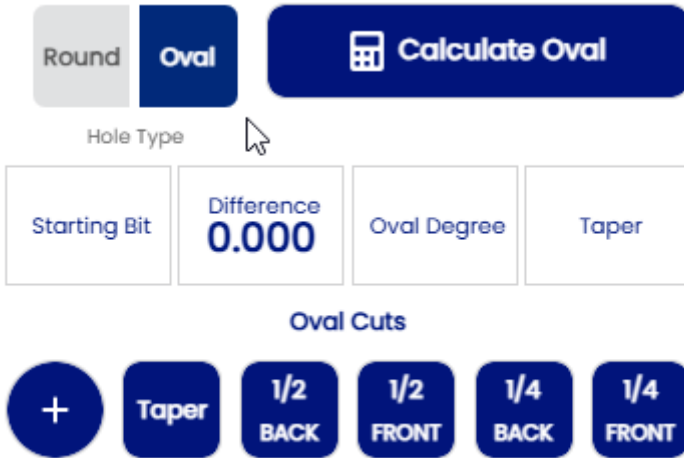 Round Oval Calculate Oval
Hole Type
Starting Bit Difference Oval Degree Taper
0.000
Oval Cuts
+ Taper 1/2 BACK 1/2 FRONT 1/4 BACK 1/4 FRONT